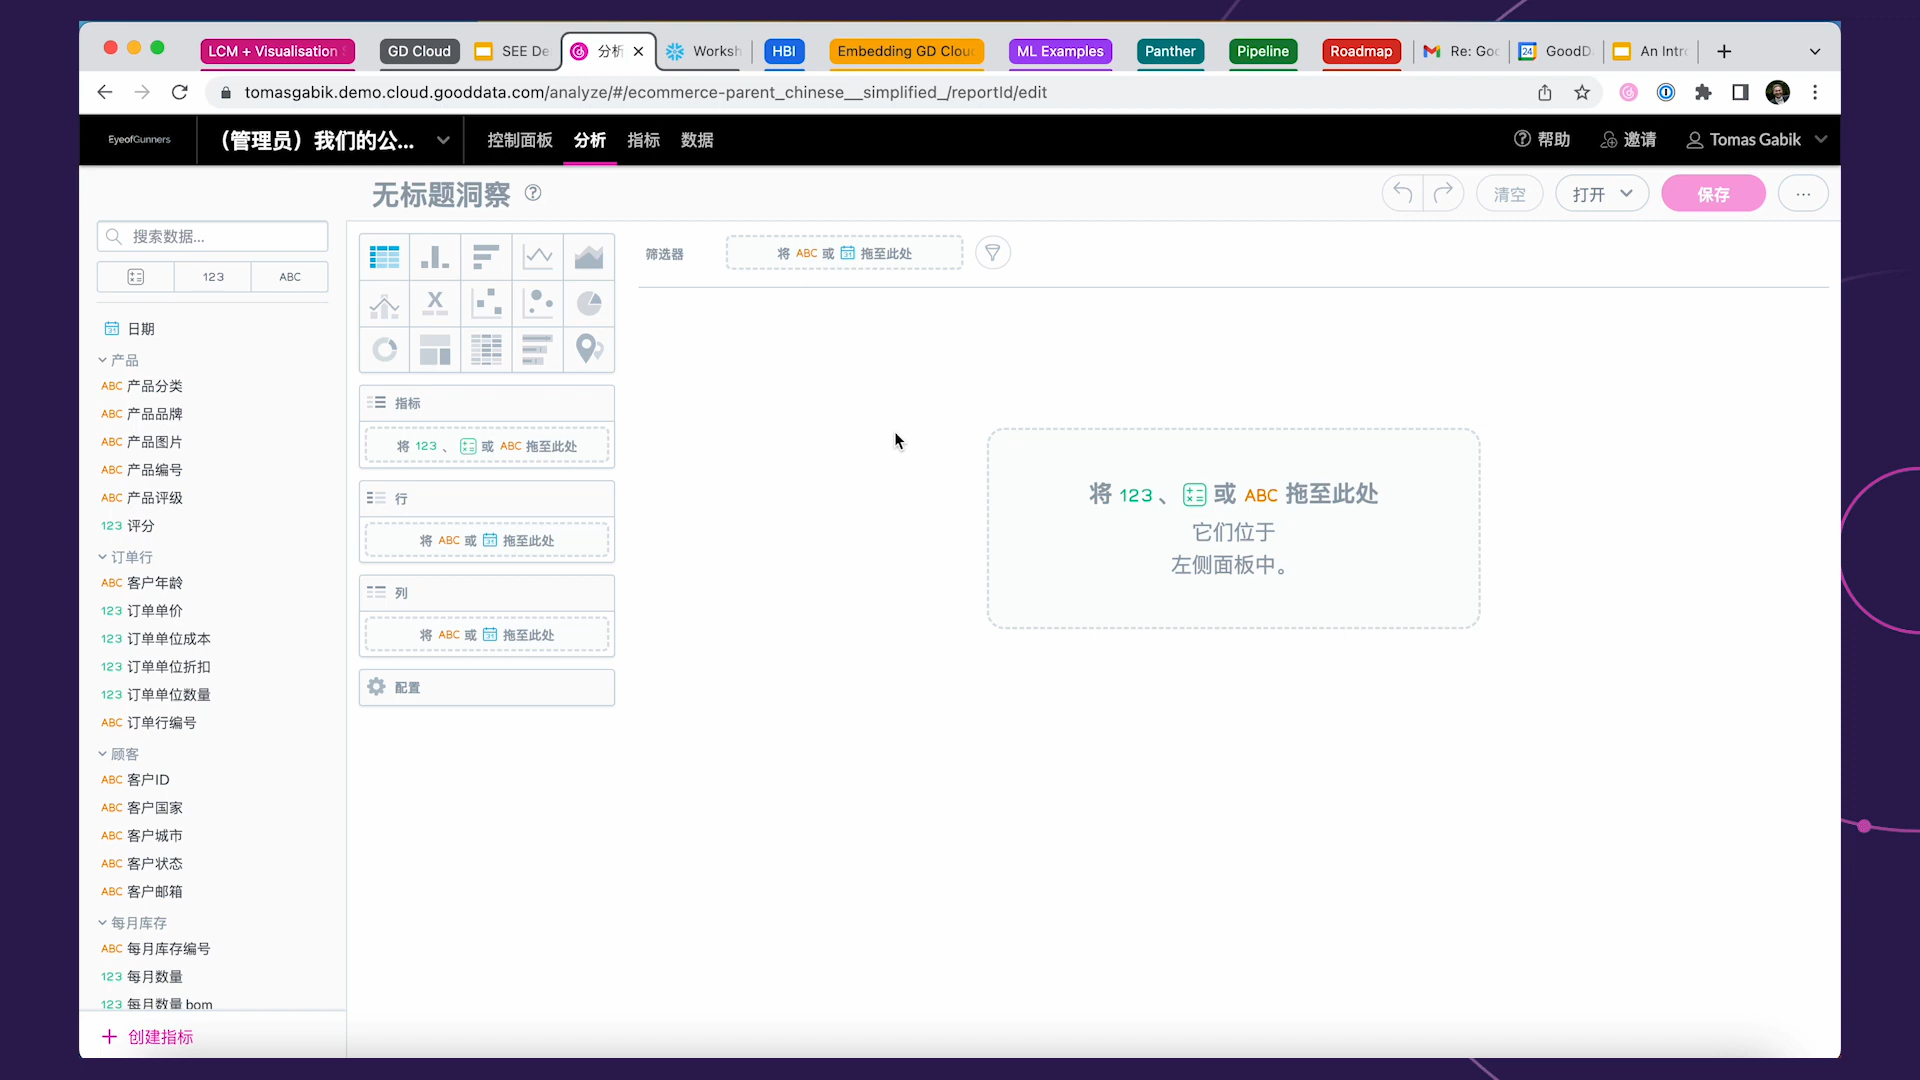 LCM + Visualisation
GD Cloud
SEE De
分析
Worksh
HBI
Embedding GD Clou
ML Examples
Panther
Pipeline
Roadmap
Re: Goo
GoodD
An Intro
tomasgabik.demo.cloud.gooddata.com/analyze/#/ecommerce-parent_chinese__simplified_/reportId/edit
EyeofGunners
（管理员）我们的公...
控制面板
分析
指标
数据
帮助
邀请
Tomas Gabik
无标题洞察
清空
打开
保存
搜索数据...
123
ABC
筛选器
将 ABC 或 拖至此处
日期
产品
ABC 产品分类
ABC 产品品牌
ABC 产品图片
ABC 产品编号
ABC 产品评级
123 评分
订单行
ABC 客户年龄
123 订单单价
123 订单单位成本
123 订单单位折扣
123 订单单位数量
ABC 订单行编号
顾客
ABC 客户ID
ABC 客户国家
ABC 客户城市
ABC 客户状态
ABC 客户邮箱
每月库存
ABC 每月库存编号
123 每月数量
123 每月数量 bom
创建指标
指标
将 123 、 或 ABC 拖至此处
行
将 ABC 或 拖至此处
列
将 ABC 或 拖至此处
配置
将 123 、 或 ABC 拖至此处
它们位于
左侧面板中。